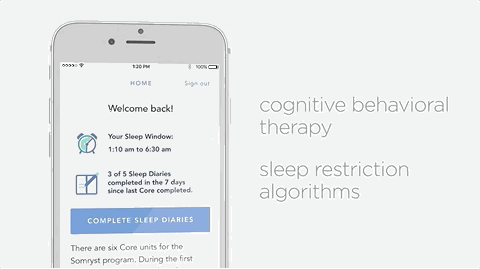 1:20 PM
100%
HOME
Sign out
Welcome back!
Your Sleep Window:
1:10 am to 6:30 am
3 of 5 Sleep Diaries
completed in the 7 days
since last Core completed.
COMPLETE SLEEP DIARIES
There are six Core units for the
Somryst program. During the first
cognitive behavioral
therapy
sleep restriction
algorithms